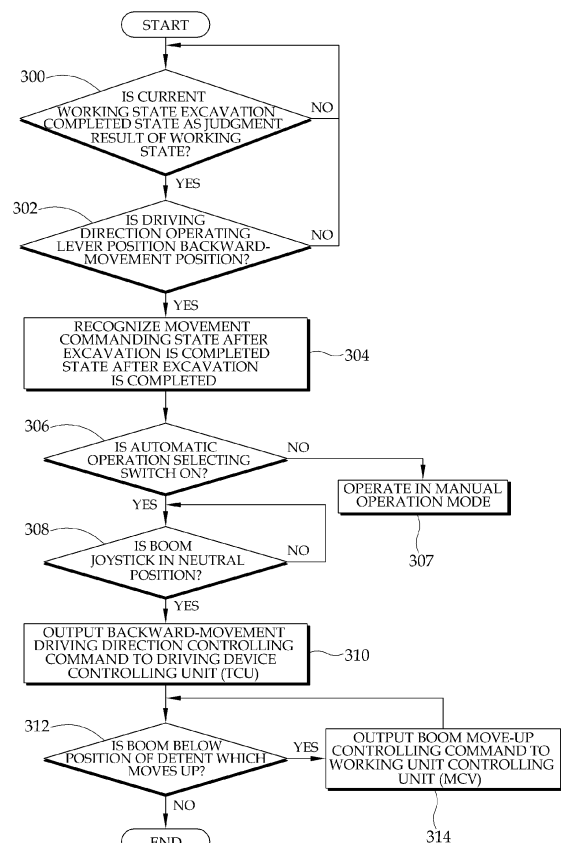 START
300
IS CURRENT
WORKING STATE EXCAVATION
COMPLETED STATE AS JUDGMENT
RESULT OF WORKING
STATE?
NO
YES
302
IS DRIVING
DIRECTION OPERATING
LEVER POSITION BACKWARD-
MOVEMENT POSITION?
NO
YES
RECOGNIZE MOVEMENT
COMMANDING STATE AFTER
EXCAVATION IS COMPLETED
STATE AFTER EXCAVATION
IS COMPLETED
304
306
IS AUTOMATIC
OPERATION SELECTING
SWITCH ON?
NO
OPERATE IN MANUAL
OPERATION MODE
307
YES
308
IS BOOM
JOYSTICK IN NEUTRAL
POSITION?
NO
YES
OUTPUT BACKWARD-MOVEMENT
DRIVING DIRECTION CONTROLLING
COMMAND TO DRIVING DEVICE
CONTROLLING UNIT (TCU)
310
312
IS BOOM BELOW
POSITION OF DETENT WHICH
MOVES UP?
YES
OUTPUT BOOM MOVE-UP
CONTROLLING COMMAND TO
WORKING UNIT CONTROLLING
UNIT (MCV)
314
NO
END